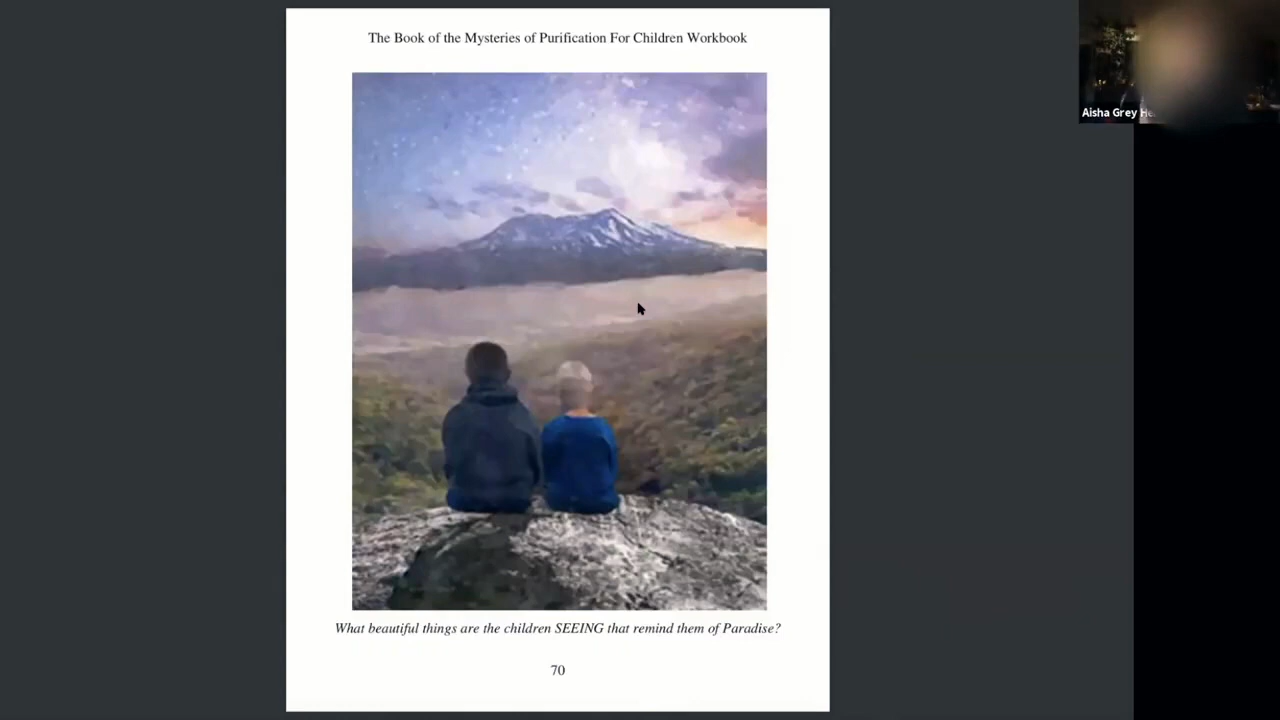 The Book of the Mysteries of Purification For Children Workbook
Aisha Grey
What beautiful things are the children SEEING that remind them of Paradise?
70